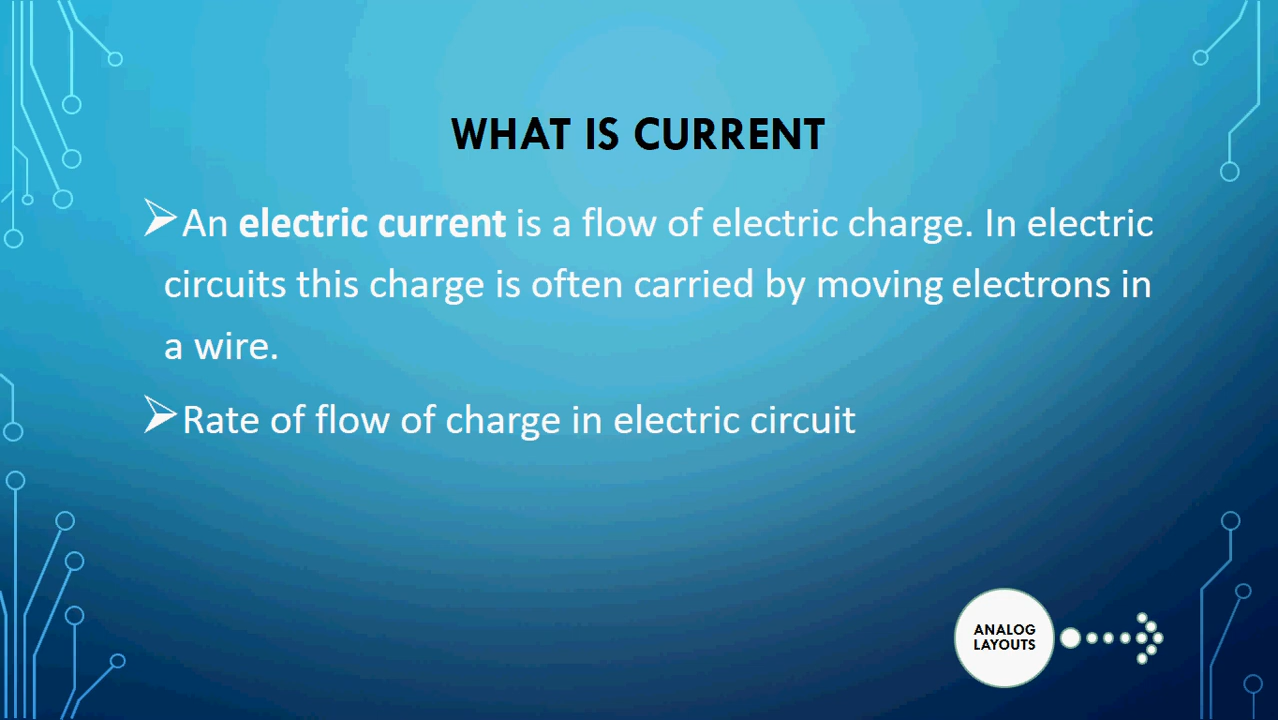 WHAT IS CURRENT
An electric current is a flow of electric charge. In electric
circuits this charge is often carried by moving electrons in
a wire.
Rate of flow of charge in electric circuit
ANALOG
LAYOUTS